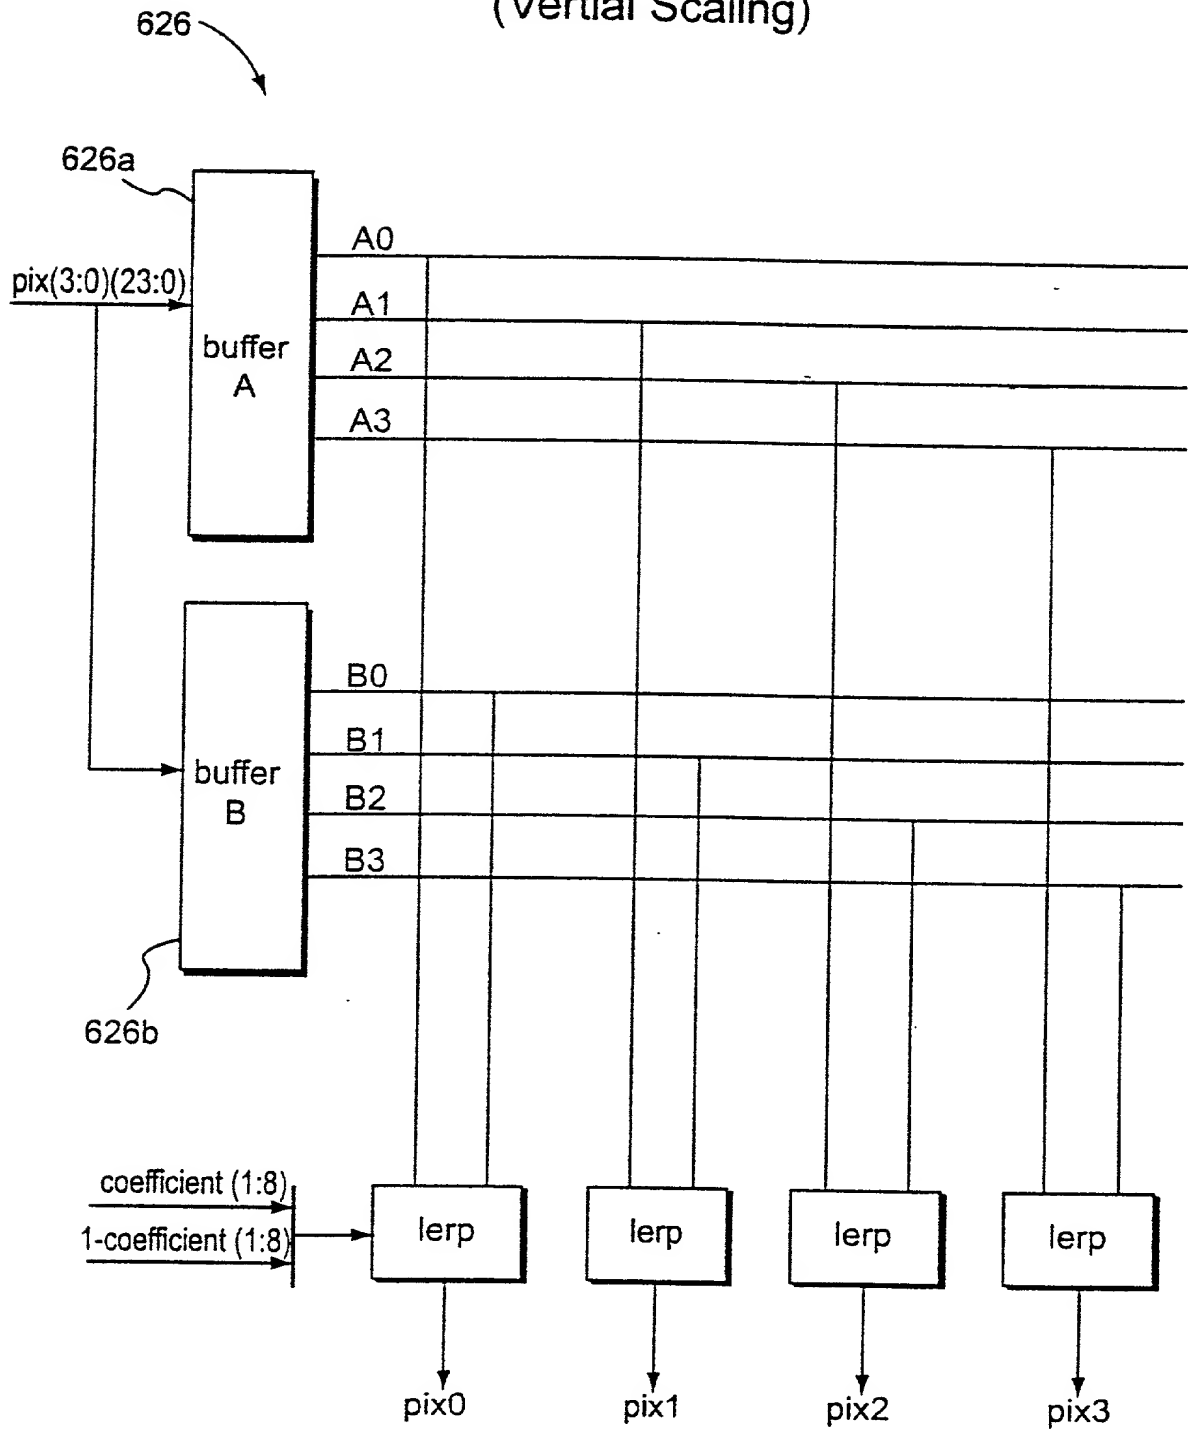 (Vertial Scaling)
626
626a
pix(3:0)(23:0)
buffer
A
A0
A1
A2
A3
buffer
B
B0
B1
B2
B3
626b
coefficient (1:8)
1-coefficient (1:8)
lerp
lerp
lerp
lerp
pix0
pix1
pix2
pix3